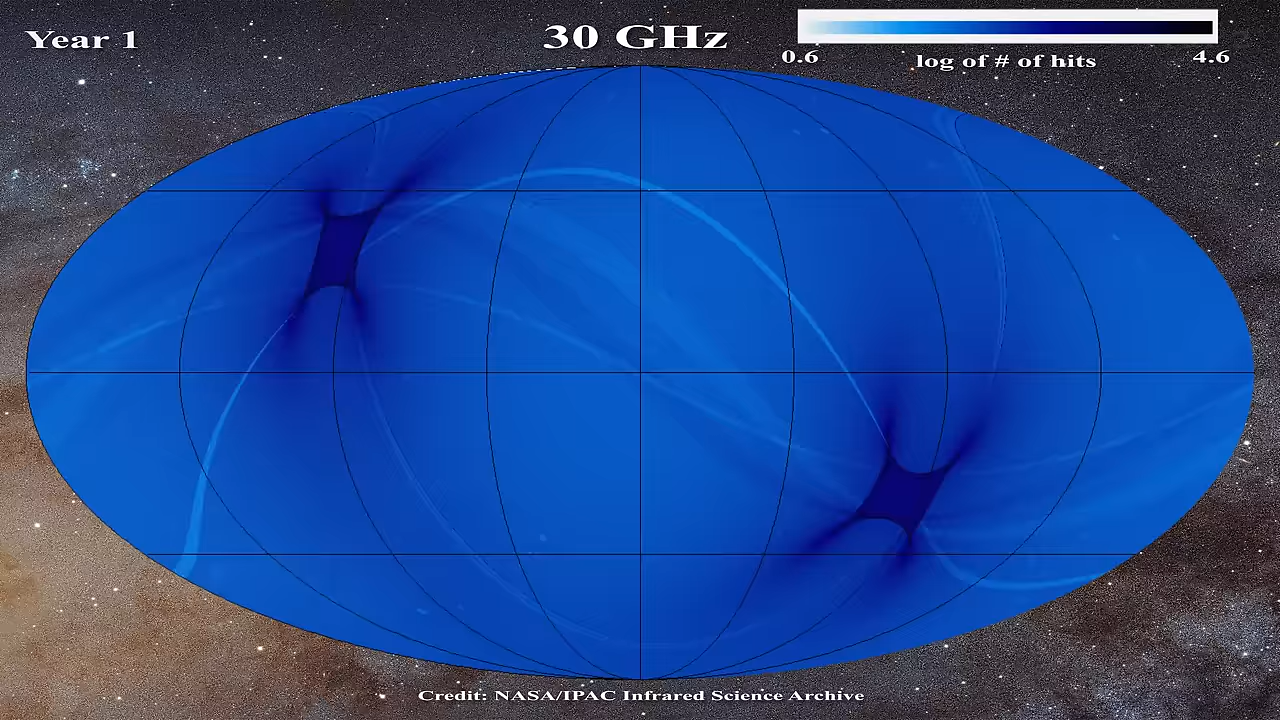 Year 1
30 GHz
0.6
4.6
log of # of hits
Credit: NASA/IPAC Infrared Science Archive